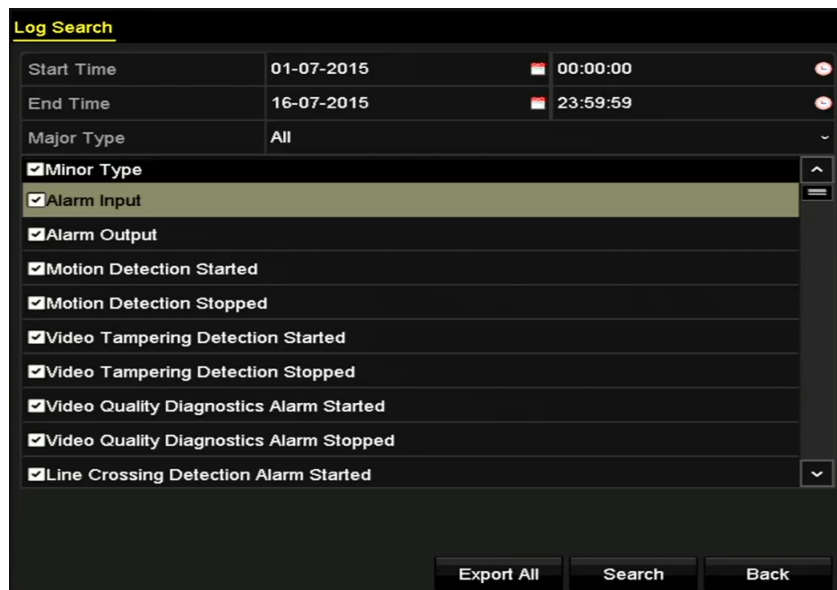 Log Search
Start Time 01-07-2015 00:00:00
End Time 16-07-2015 23:59:59
Major Type All
Minor Type
Alarm Input
Alarm Output
Motion Detection Started
Motion Detection Stopped
Video Tampering Detection Started
Video Tampering Detection Stopped
Video Quality Diagnostics Alarm Started
Video Quality Diagnostics Alarm Stopped
Line Crossing Detection Alarm Started
Export All Search Back